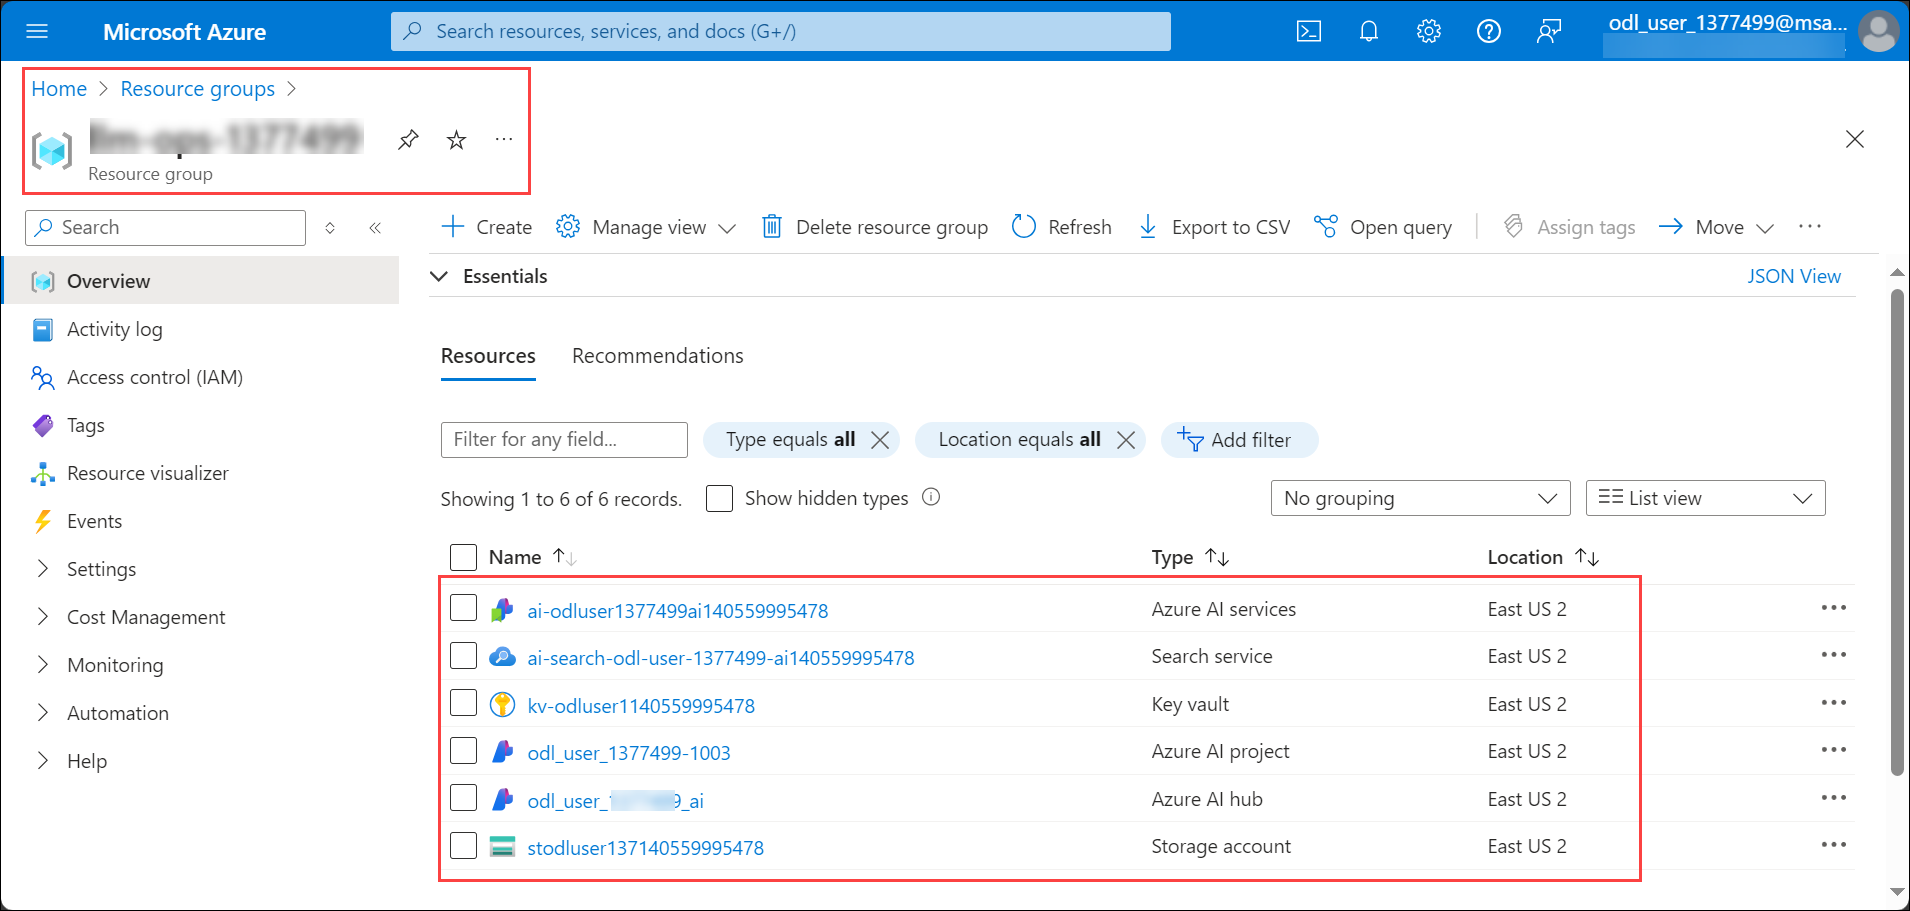 Microsoft Azure
Search resources, services, and docs (G+/)
odl_user_1377499@msa...
Home > Resource groups >
llm-ops-1377499
Resource group
Search
Create Manage view Delete resource group Refresh Export to CSV Open query Assign tags Move
Overview
Essentials JSON View
Activity log
Access control (IAM)
Tags
Resource visualizer
Events
Settings
Cost Management
Monitoring
Automation
Help
Resources Recommendations
Filter for any field... Type equals all Location equals all Add filter
Showing 1 to 6 of 6 records. Show hidden types No grouping List view
Name Type Location
ai-odluser1377499ai140559995478 Azure AI services East US 2
ai-search-odl-user-1377499-ai140559995478 Search service East US 2
kv-odluser1140559995478 Key vault East US 2
odl_user_1377499-1003 Azure AI project East US 2
odl_user_ 9_ai Azure AI hub East US 2
stodluser137140559995478 Storage account East US 2